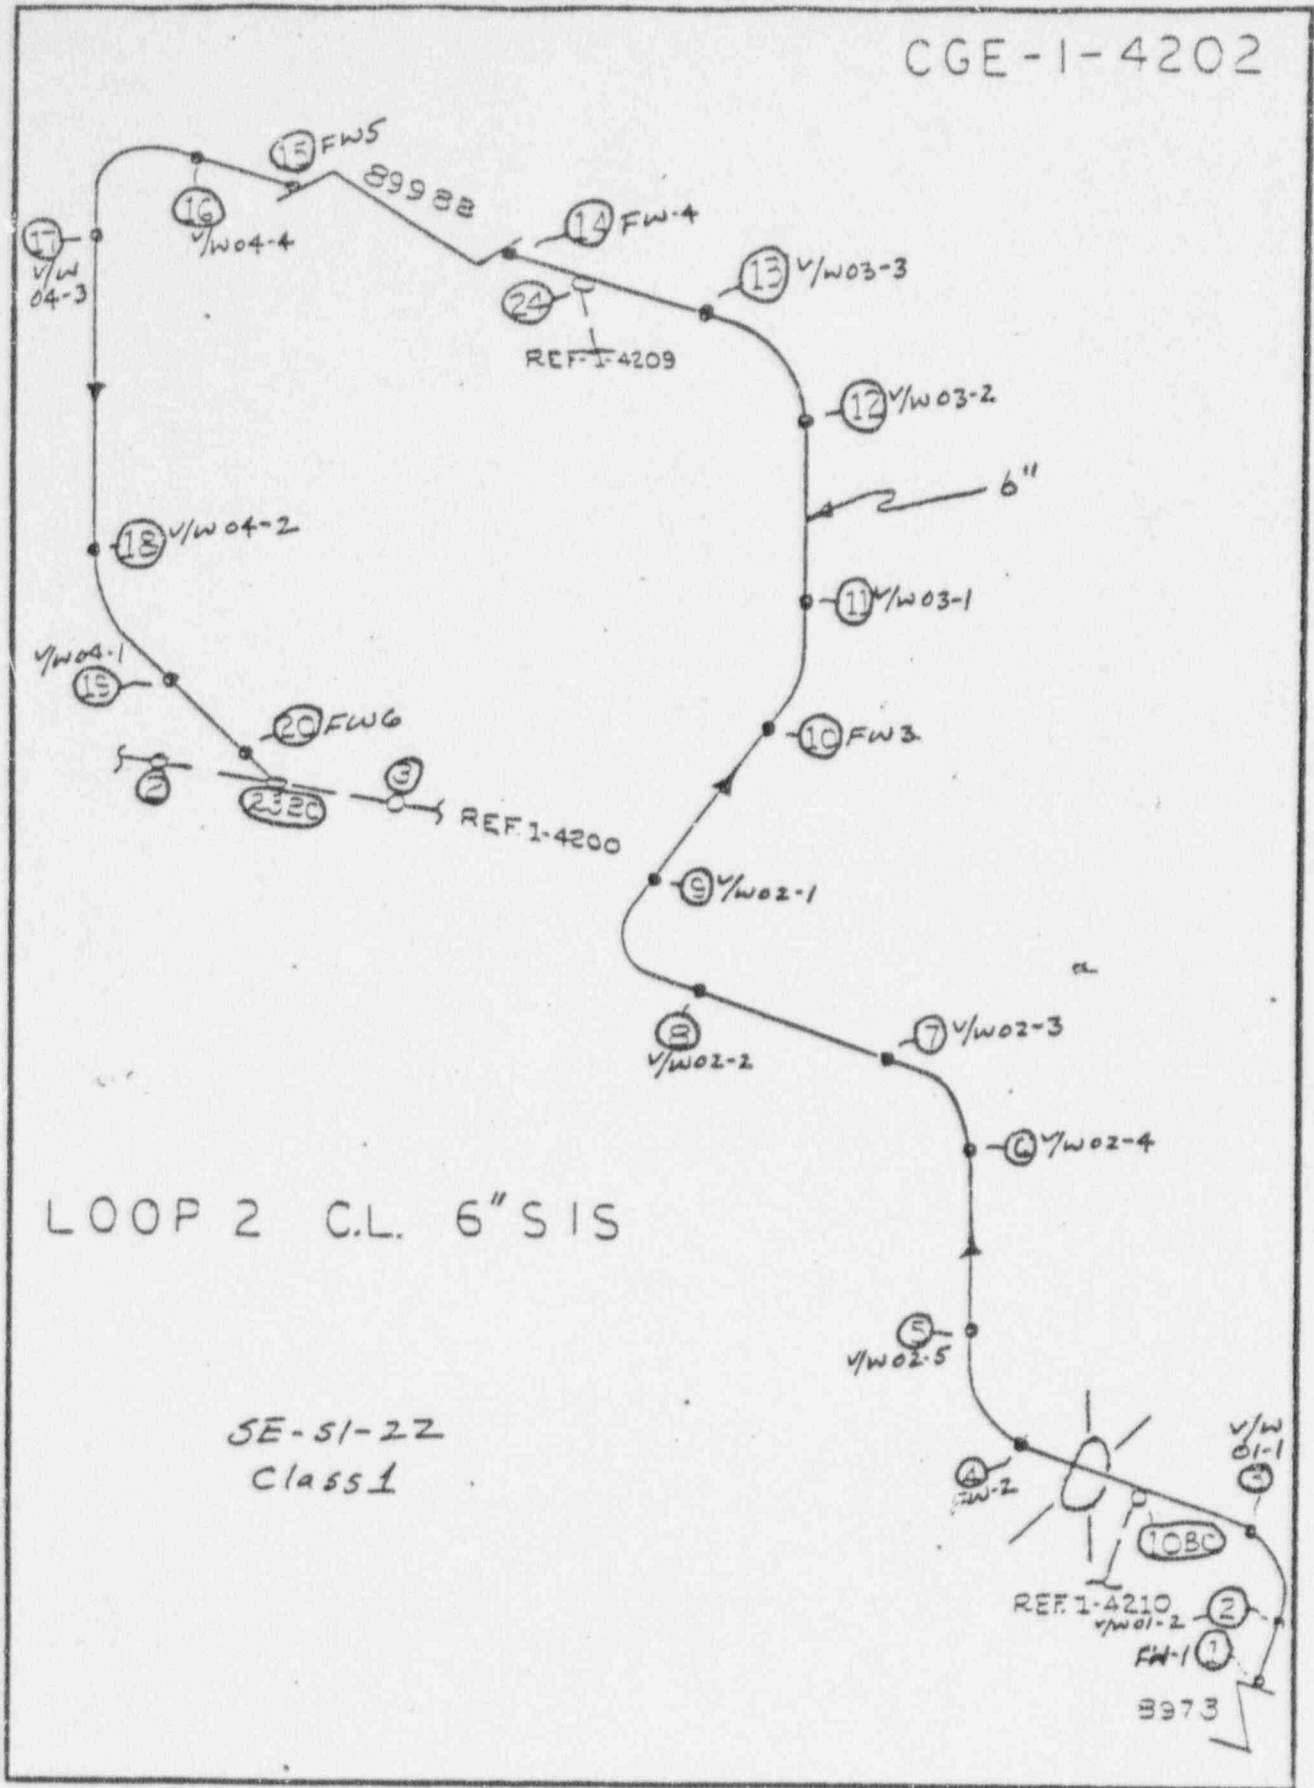 CGE-1-4202
15 FW5
8998B
16
V/W04-4
14 FW-4
17
V/W
04-3
13 V/W03-3
24
REF-1-4209
12 V/W03-2
6"
18 V/W04-2
11 V/W03-1
V/W04-1
19
20 FW6
10 FW3
2
23BC
3
REF. 1-4200
9 V/W02-1
8
V/W02-2
7 V/W02-3
6 V/W02-4
LOOP 2 C.L. 6" SIS
5
V/W02-5
SE-SI-22
Class 1
V/W
01-1
3
4
FW-2
10BC
REF. 1-4210
V/W01-2 2
FW-1 1
8973